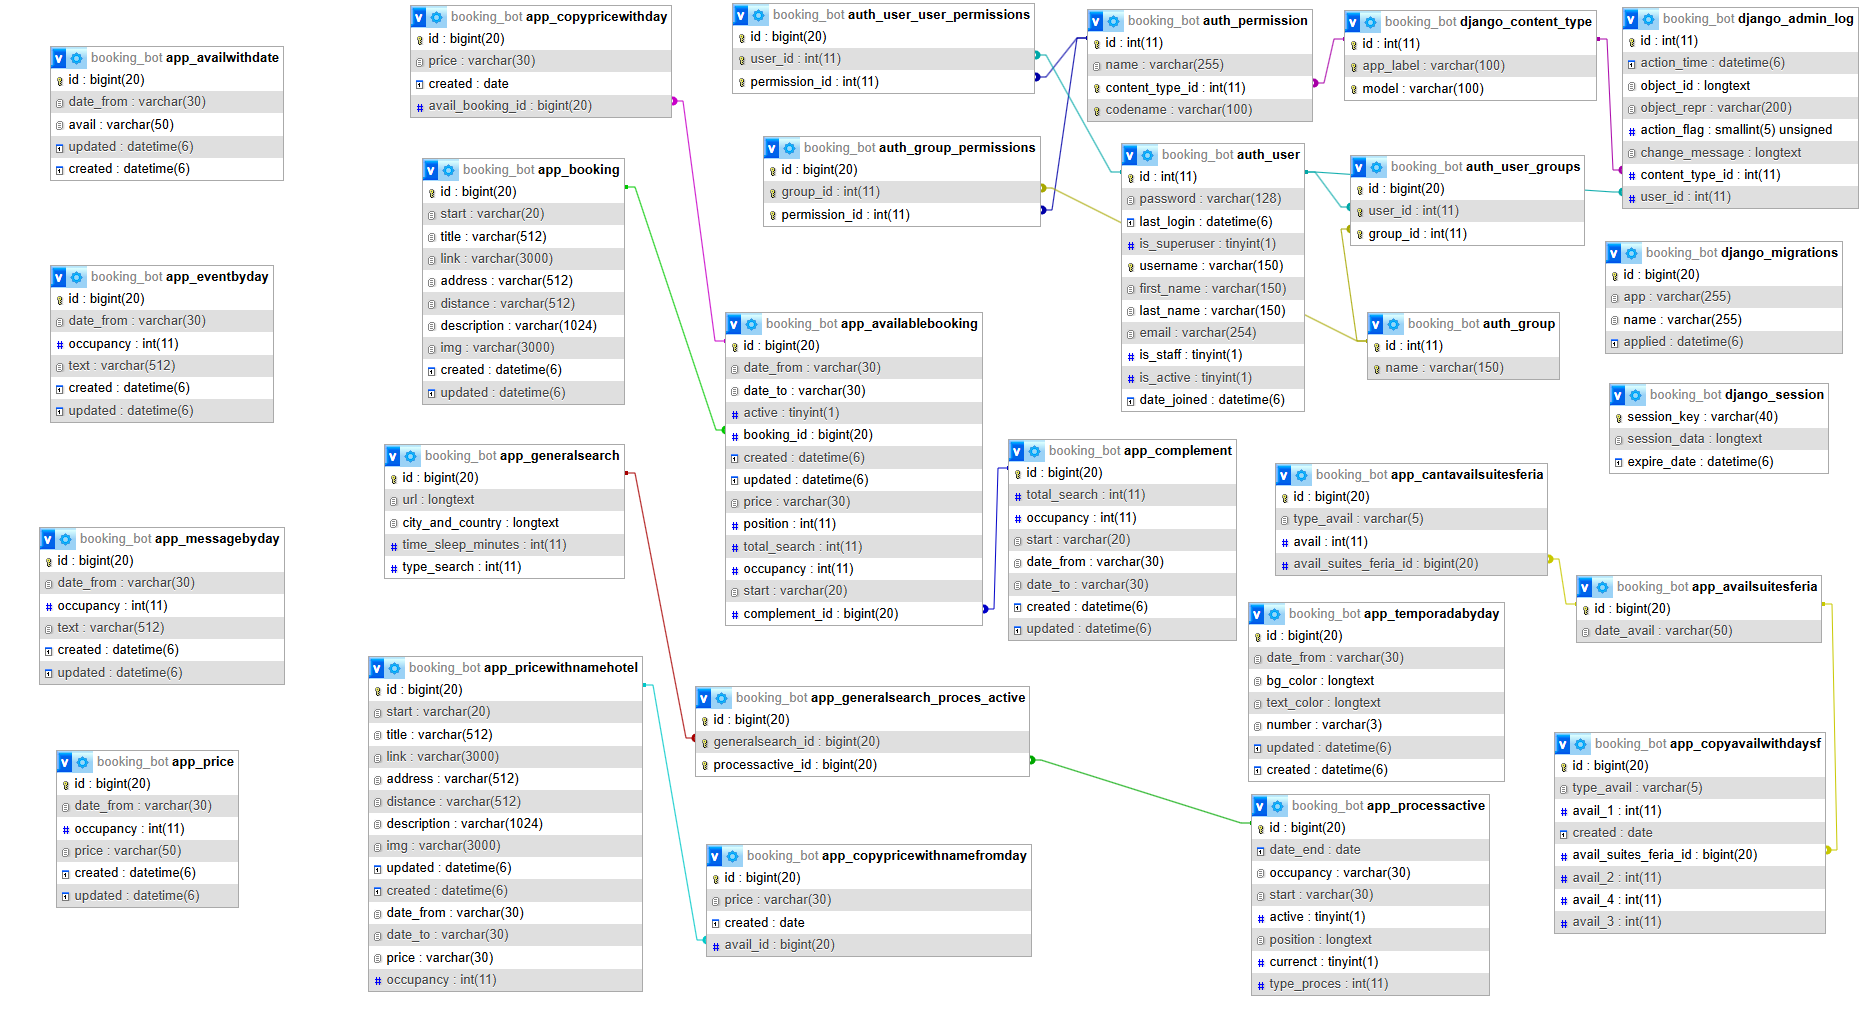 booking_bot app_availwithdate
id : bigint(20)
date_from : varchar(30)
avail : varchar(50)
updated : datetime(6)
created : datetime(6)
booking_bot app_eventbyday
id : bigint(20)
date_from : varchar(30)
occupancy : int(11)
text : varchar(512)
created : datetime(6)
updated : datetime(6)
booking_bot app_messagebyday
id : bigint(20)
date_from : varchar(30)
occupancy : int(11)
text : varchar(512)
created : datetime(6)
updated : datetime(6)
booking_bot app_price
id : bigint(20)
date_from : varchar(30)
occupancy : int(11)
price : varchar(50)
created : datetime(6)
updated : datetime(6)
booking_bot app_copypricewithday
id : bigint(20)
price : varchar(30)
created : date
avail_booking_id : bigint(20)
booking_bot app_booking
id : bigint(20)
start : varchar(20)
title : varchar(512)
link : varchar(3000)
address : varchar(512)
distance : varchar(512)
description : varchar(1024)
img : varchar(3000)
created : datetime(6)
updated : datetime(6)
booking_bot app_generalsearch
id : bigint(20)
url : longtext
city_and_country : longtext
time_sleep_minutes : int(11)
type_search : int(11)
booking_bot app_pricewithnamehotel
id : bigint(20)
start : varchar(20)
title : varchar(512)
link : varchar(3000)
address : varchar(512)
distance : varchar(512)
description : varchar(1024)
img : varchar(3000)
updated : datetime(6)
created : datetime(6)
date_from : varchar(30)
date_to : varchar(30)
price : varchar(30)
occupancy : int(11)
booking_bot auth_user_user_permissions
id : bigint(20)
user_id : int(11)
permission_id : int(11)
booking_bot auth_group_permissions
id : bigint(20)
group_id : int(11)
permission_id : int(11)
booking_bot app_availablebooking
id : bigint(20)
date_from : varchar(30)
date_to : varchar(30)
active : tinyint(1)
booking_id : bigint(20)
created : datetime(6)
updated : datetime(6)
price : varchar(30)
position : int(11)
total_search : int(11)
occupancy : int(11)
start : varchar(20)
complement_id : bigint(20)
booking_bot app_generalsearch_proces_active
id : bigint(20)
generalsearch_id : bigint(20)
processactive_id : bigint(20)
booking_bot app_copypricewithnamefromday
id : bigint(20)
price : varchar(30)
created : date
avail_id : bigint(20)
booking_bot auth_permission
id : int(11)
name : varchar(255)
content_type_id : int(11)
codename : varchar(100)
booking_bot auth_user
id : int(11)
password : varchar(128)
last_login : datetime(6)
is_superuser : tinyint(1)
username : varchar(150)
first_name : varchar(150)
last_name : varchar(150)
email : varchar(254)
is_staff : tinyint(1)
is_active : tinyint(1)
date_joined : datetime(6)
booking_bot app_complement
id : bigint(20)
total_search : int(11)
occupancy : int(11)
start : varchar(20)
date_from : varchar(30)
date_to : varchar(30)
created : datetime(6)
updated : datetime(6)
booking_bot django_content_type
id : int(11)
app_label : varchar(100)
model : varchar(100)
booking_bot auth_user_groups
id : bigint(20)
user_id : int(11)
group_id : int(11)
booking_bot auth_group
id : int(11)
name : varchar(150)
booking_bot app_cantavailsuitesferia
id : bigint(20)
type_avail : varchar(5)
avail : int(11)
avail_suites_feria_id : bigint(20)
booking_bot app_temporadabyday
id : bigint(20)
date_from : varchar(30)
bg_color : longtext
text_color : longtext
number : varchar(3)
updated : datetime(6)
created : datetime(6)
booking_bot app_processactive
id : bigint(20)
date_end : date
occupancy : varchar(30)
start : varchar(30)
active : tinyint(1)
position : longtext
currenct : tinyint(1)
type_proces : int(11)
booking_bot django_admin_log
id : int(11)
action_time : datetime(6)
object_id : longtext
object_repr : varchar(200)
action_flag : smallint(5) unsigned
change_message : longtext
content_type_id : int(11)
user_id : int(11)
booking_bot django_migrations
id : bigint(20)
app : varchar(255)
name : varchar(255)
applied : datetime(6)
booking_bot django_session
session_key : varchar(40)
session_data : longtext
expire_date : datetime(6)
booking_bot app_availsuitesferia
id : bigint(20)
date_avail : varchar(50)
booking_bot app_copyavailwithdaysf
id : bigint(20)
type_avail : varchar(5)
avail_1 : int(11)
created : date
avail_suites_feria_id : bigint(20)
avail_2 : int(11)
avail_4 : int(11)
avail_3 : int(11)